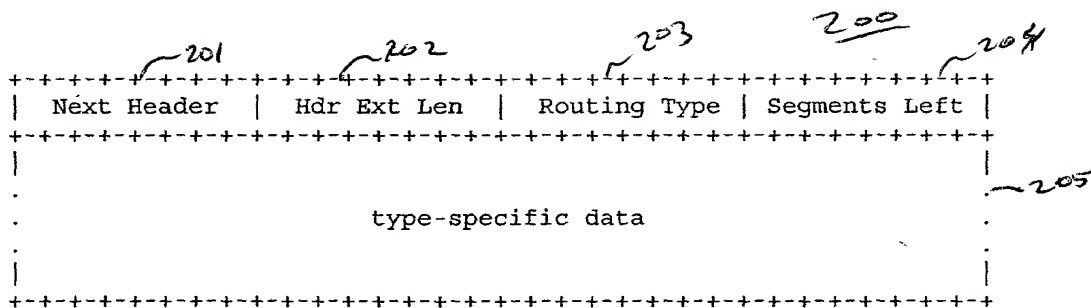 200
201 202 203 204
+-+-+-+-+-+-+-+-+-+-+-+-+-+-+-+-+-+-+-+-+-+-+-+-+-+-+-+-+-+-+-+-+
| Next Header | Hdr Ext Len | Routing Type | Segments Left |
+-+-+-+-+-+-+-+-+-+-+-+-+-+-+-+-+-+-+-+-+-+-+-+-+-+-+-+-+-+-+-+-+
205
type-specific data
+-+-+-+-+-+-+-+-+-+-+-+-+-+-+-+-+-+-+-+-+-+-+-+-+-+-+-+-+-+-+-+-+